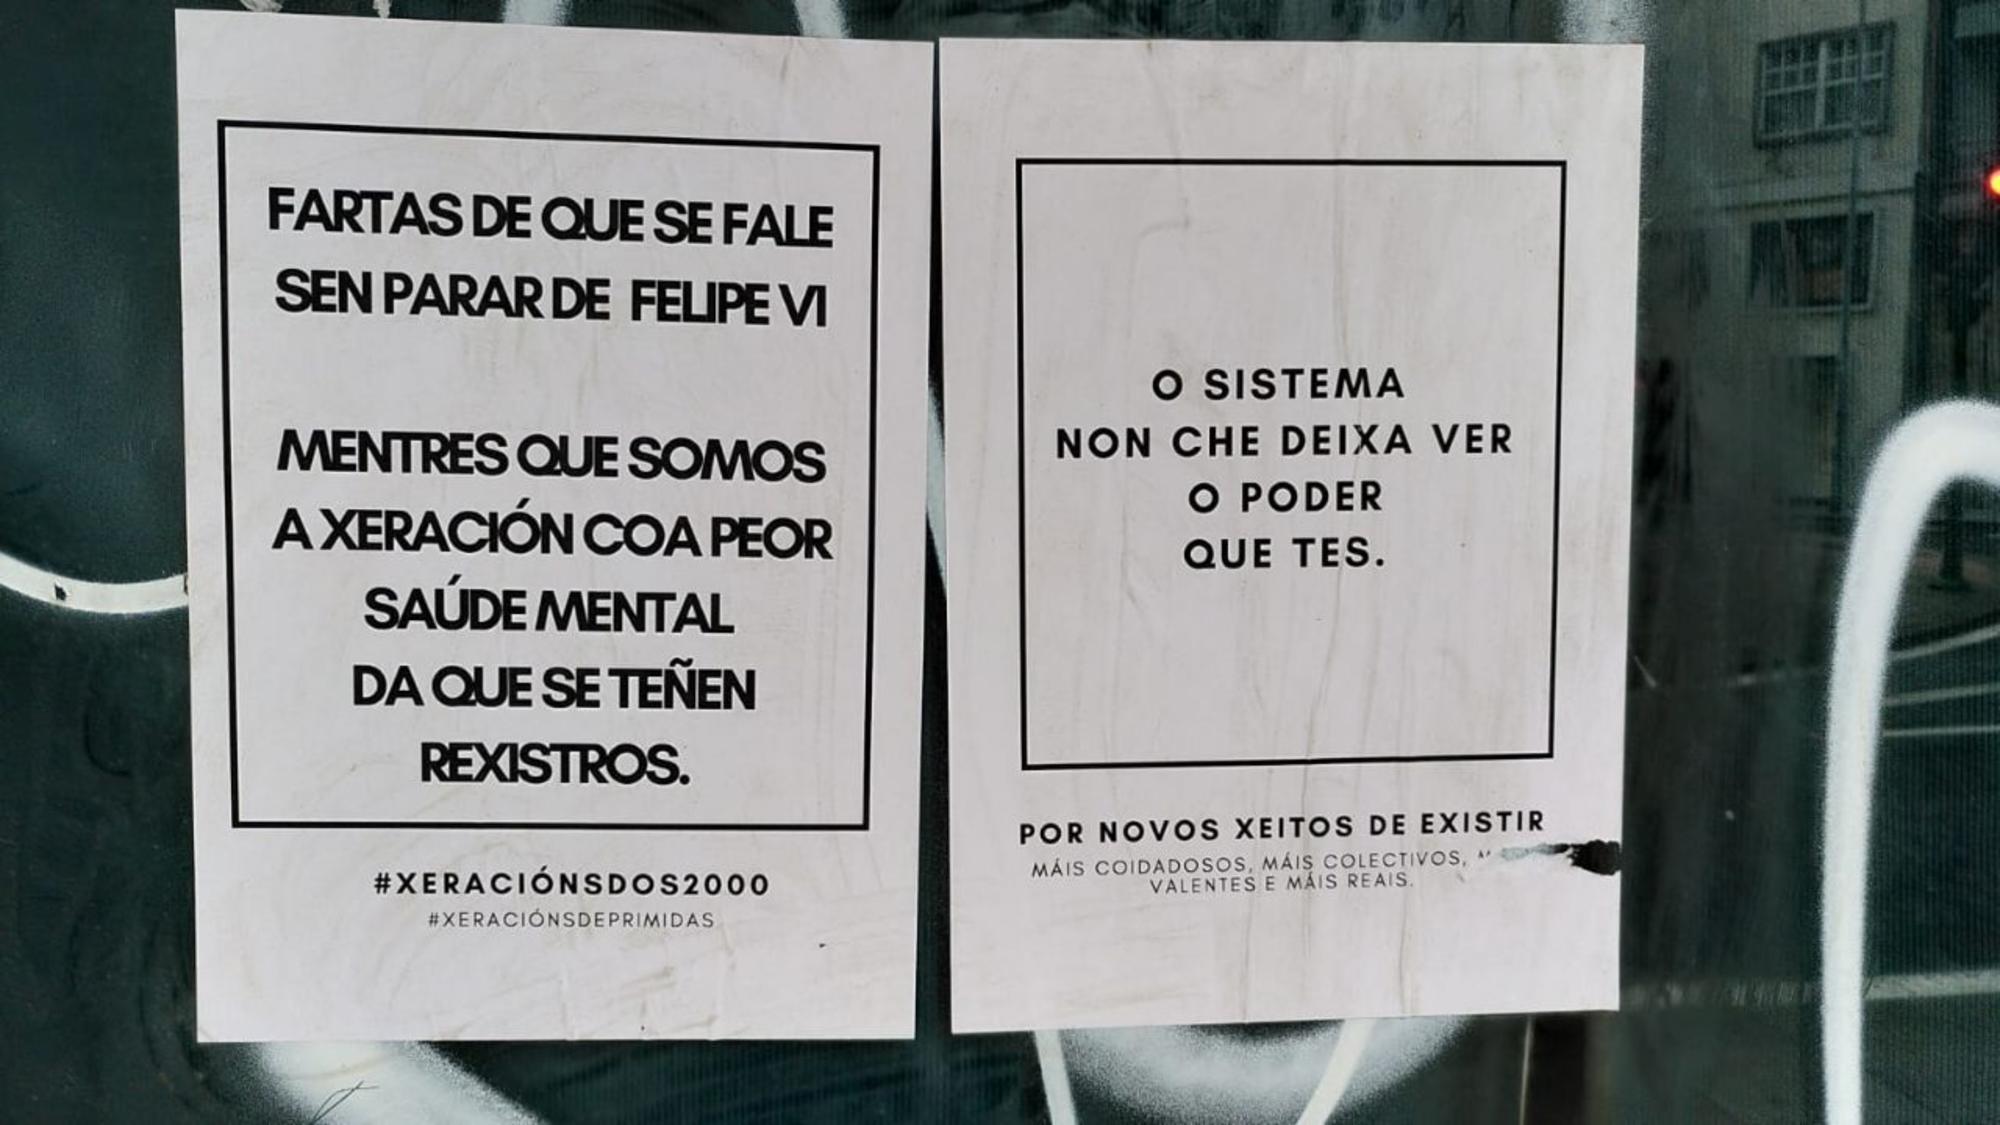 FARTAS DE QUE SE FALE
SEN PARAR DE FELIPE VI
MENTRES QUE SOMOS
A XERACIÓN COA PEOR
SAÚDE MENTAL
DA QUE SE TEÑEN
REXISTROS.
#XERACIÓNSDOS2000
#XERACIÓNSDEPRIMIDAS
O SISTEMA
NON CHE DEIXA VER
O PODER
QUE TES.
POR NOVOS XEITOS DE EXISTIR
MÁIS COIDADOSOS, MÁIS COLECTIVOS,
VALENTES E MÁIS REAIS.